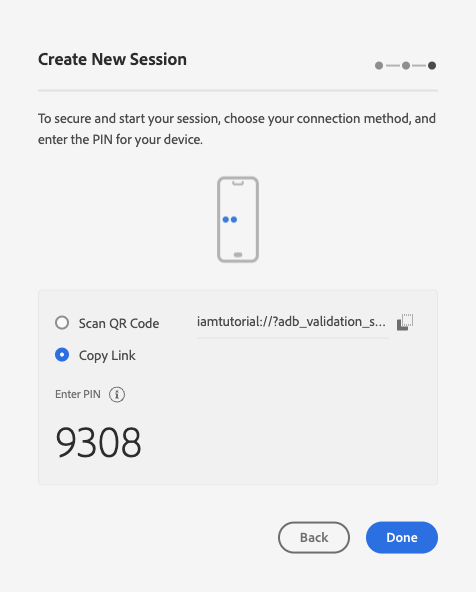 Create New Session
To secure and start your session, choose your connection method, and
enter the PIN for your device.
Scan QR Code
iamtutorial://?adb_validation_s...
Copy Link
Enter PIN
9308
Back
Done